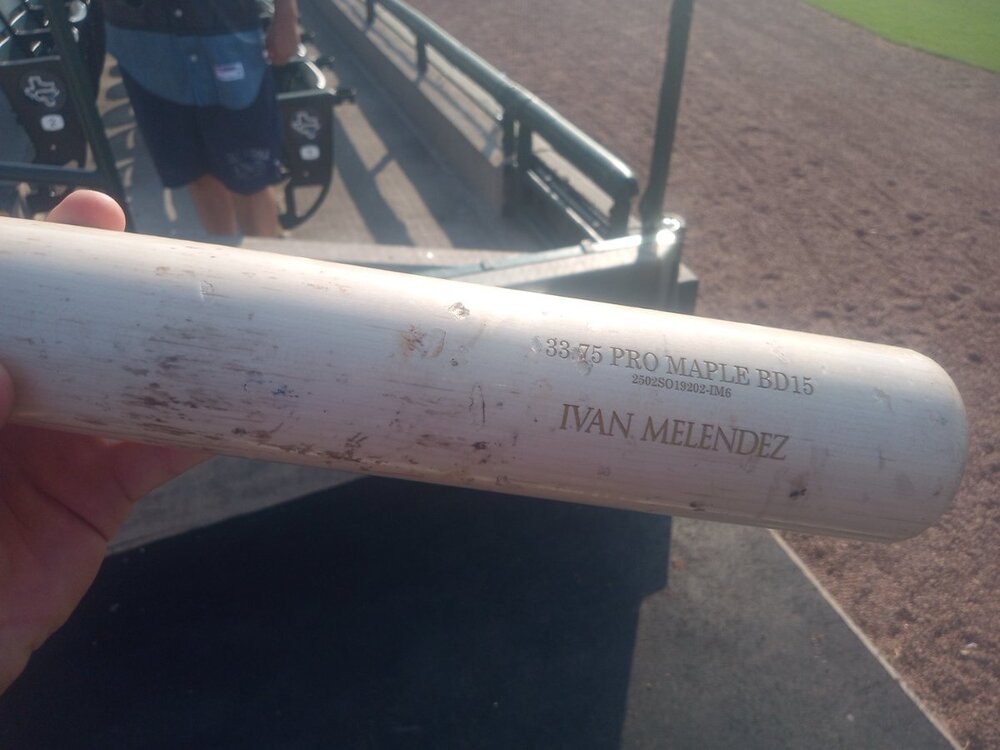 33.75 PRO MAPLE BD15
2502SO19202-IM6
IVAN MELENDEZ